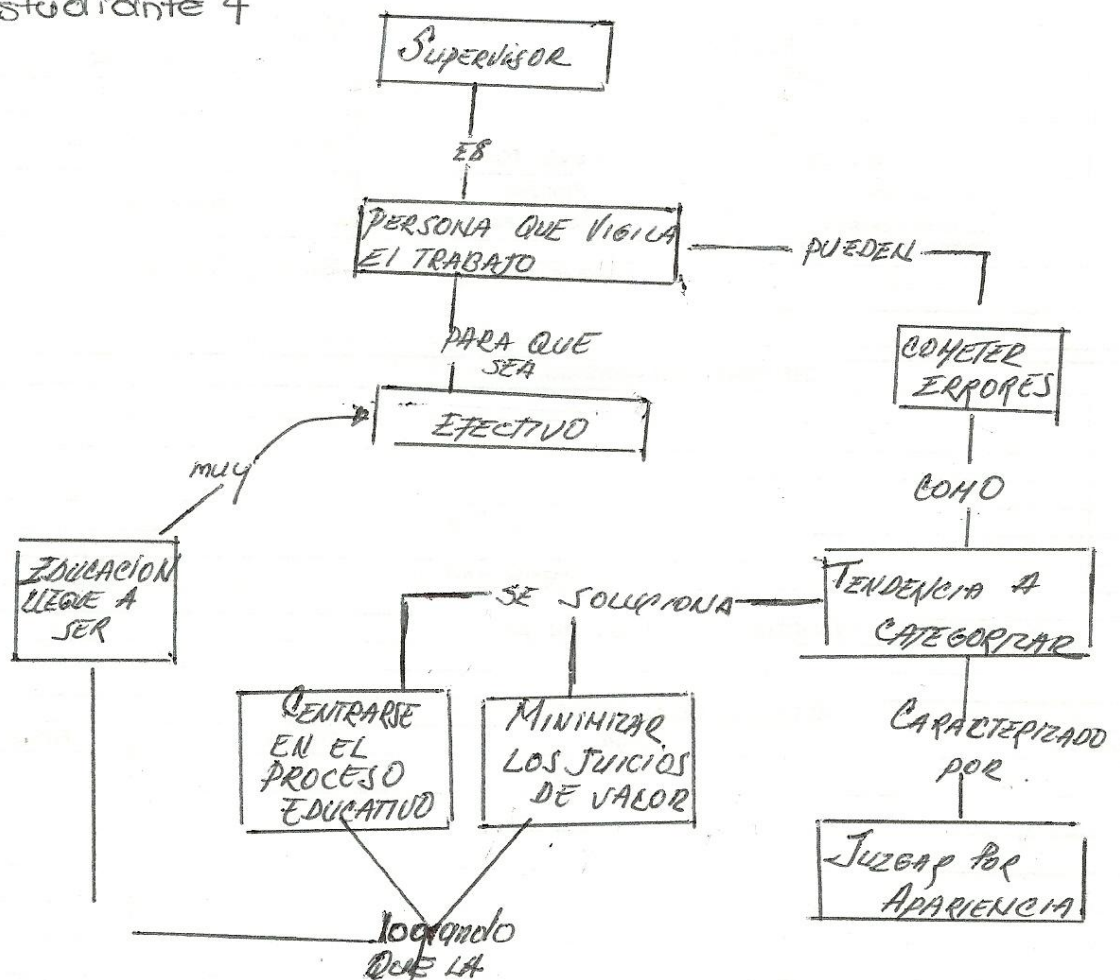 studiante 4
SUPERVISOR
ES
PERSONA QUE VIGILA
El TRABAJO
PUEDEN
PARA QUE
SEA
COMETER
ERRORES
EFECTIVO
muy
COMO
EDUCACION
LLEGUE A
SER
TENDENCIA A
CATEGORIZAR
SE SOLUCIONA
CENTRARSE
EN EL
PROCESO
EDUCATIVO
MINIMIZAR
LOS JUICIOS
DE VALOR
CARACTERIZADO
POR
JUZGAR POR
APARIENCIA
logrando
QUE LA